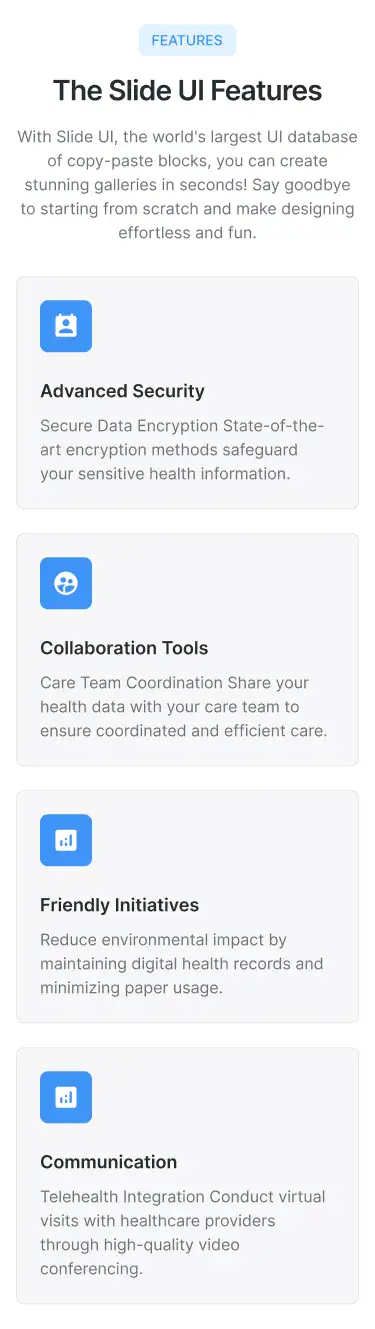 FEATURES
The Slide UI Features
With Slide UI, the world's largest UI database
of copy-paste blocks, you can create
stunning galleries in seconds! Say goodbye
to starting from scratch and make designing
effortless and fun.
Advanced Security
Secure Data Encryption State-of-the-
art encryption methods safeguard
your sensitive health information.
Collaboration Tools
Care Team Coordination Share your
health data with your care team to
ensure coordinated and efficient care.
Friendly Initiatives
Reduce environmental impact by
maintaining digital health records and
minimizing paper usage.
Communication
Telehealth Integration Conduct virtual
visits with healthcare providers
through high-quality video
conferencing.